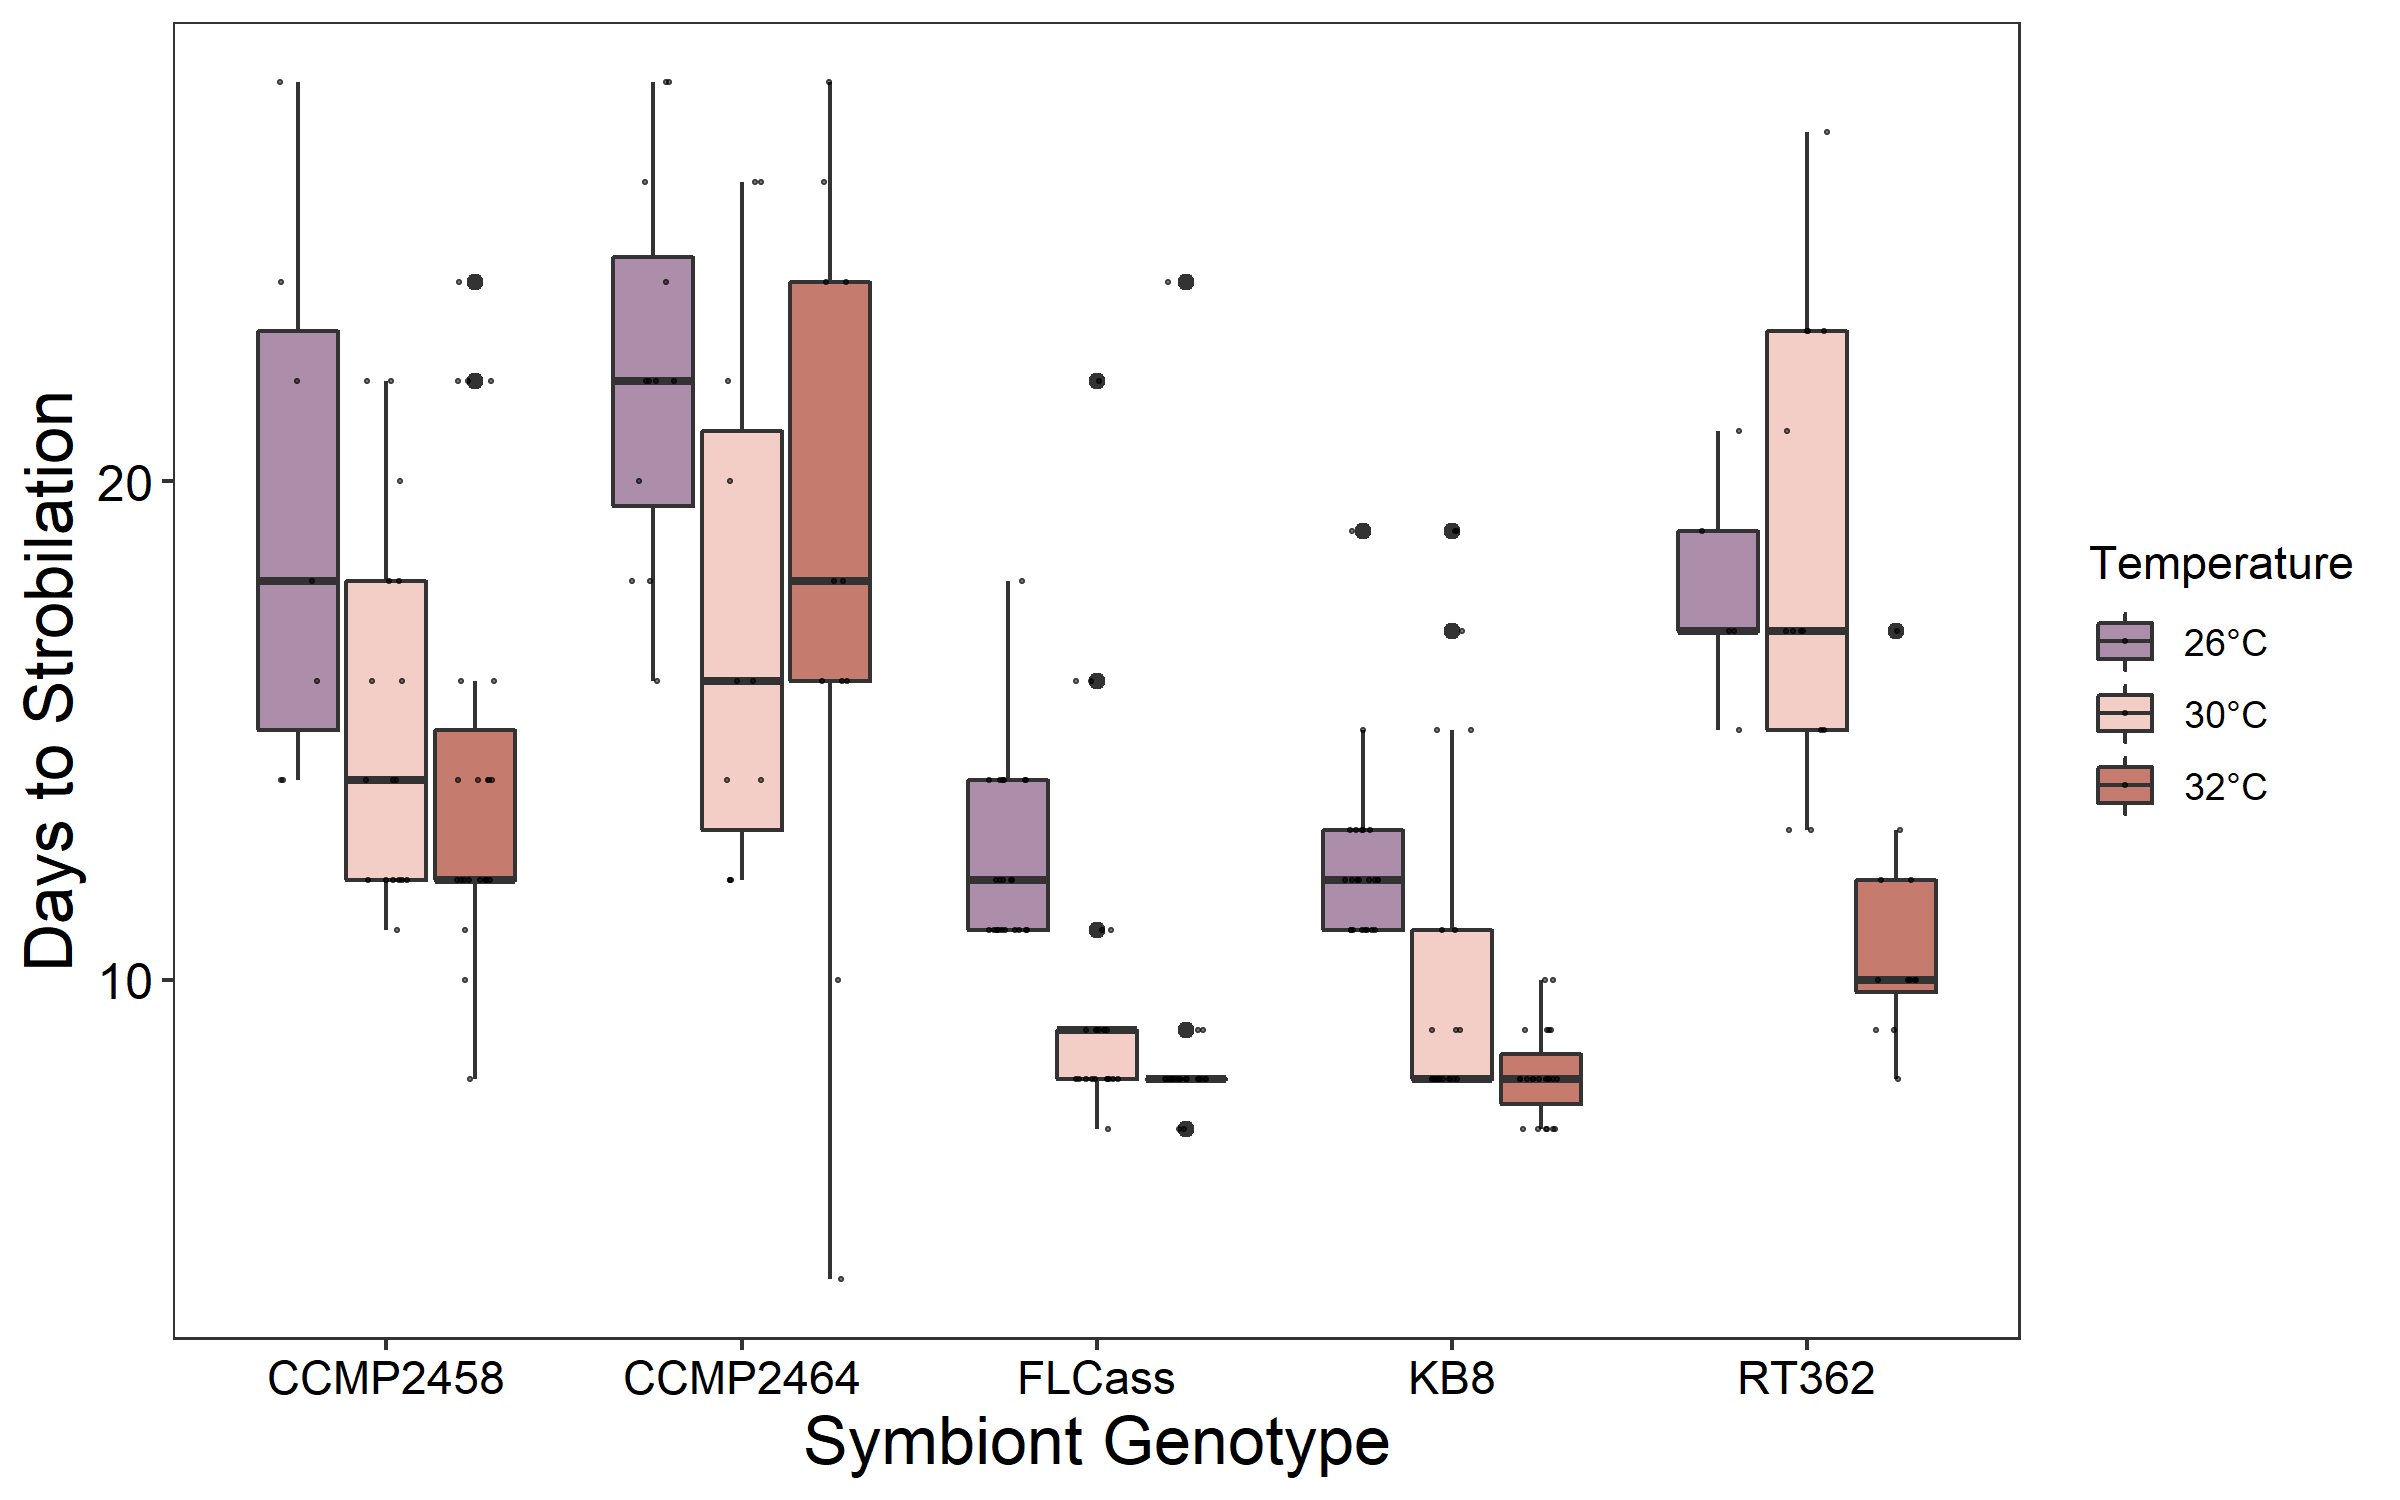 Days to Strobilation
20
10
CCMP2458 CCMP2464 FLCass KB8 RT362
Symbiont Genotype
Temperature
26°C
30°C
32°C